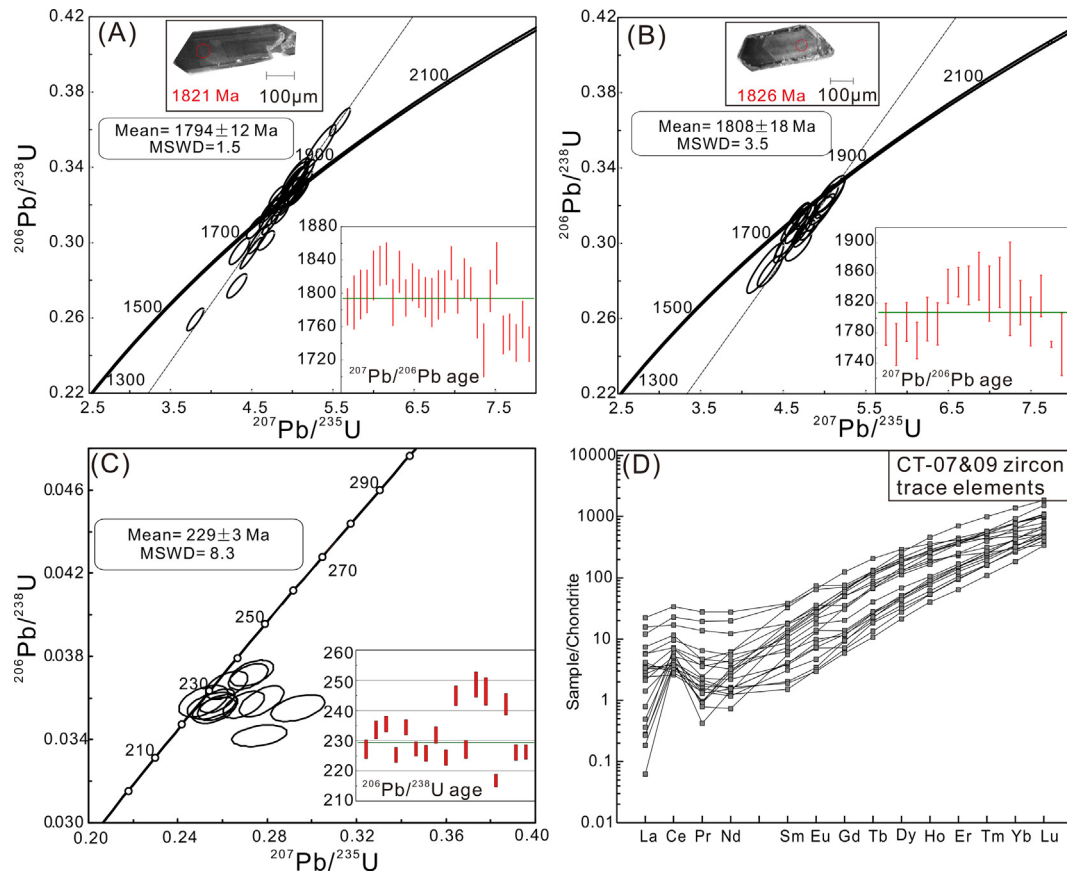 (A)
1821 Ma
100μm
Mean= 1794±12 Ma
MSWD=1.5
2100
1900
1700
1500
1300
0.42
0.38
0.34
0.30
0.26
0.22
²⁰⁶Pb/²³⁸U
1880
1840
1800
1760
1720
²⁰⁷Pb/²⁰⁶Pb age
2.5 3.5 4.5 5.5 6.5 7.5
²⁰⁷Pb/²³⁵U
(B)
1826 Ma
100μm
Mean= 1808±18 Ma
MSWD= 3.5
2100
1900
1700
1500
1300
0.42
0.38
0.34
0.30
0.26
0.22
²⁰⁶Pb/²³⁸U
1900
1860
1820
1780
1740
²⁰⁷Pb/²⁰⁶Pb age
2.5 3.5 4.5 5.5 6.5 7.5
²⁰⁷Pb/²³⁵U
(C)
Mean= 229±3 Ma
MSWD= 8.3
290
270
250
230
210
0.046
0.042
0.038
0.034
0.030
²⁰⁶Pb/²³⁸U
260
250
240
230
220
210
²⁰⁶Pb/²³⁸U age
0.20 0.24 0.28 0.32 0.36 0.40
²⁰⁷Pb/²³⁵U
(D)
CT-07&09 zircon
trace elements
10000
1000
100
10
1
0.1
0.01
Sample/Chondrite
La Ce Pr Nd Sm Eu Gd Tb Dy Ho Er Tm Yb Lu